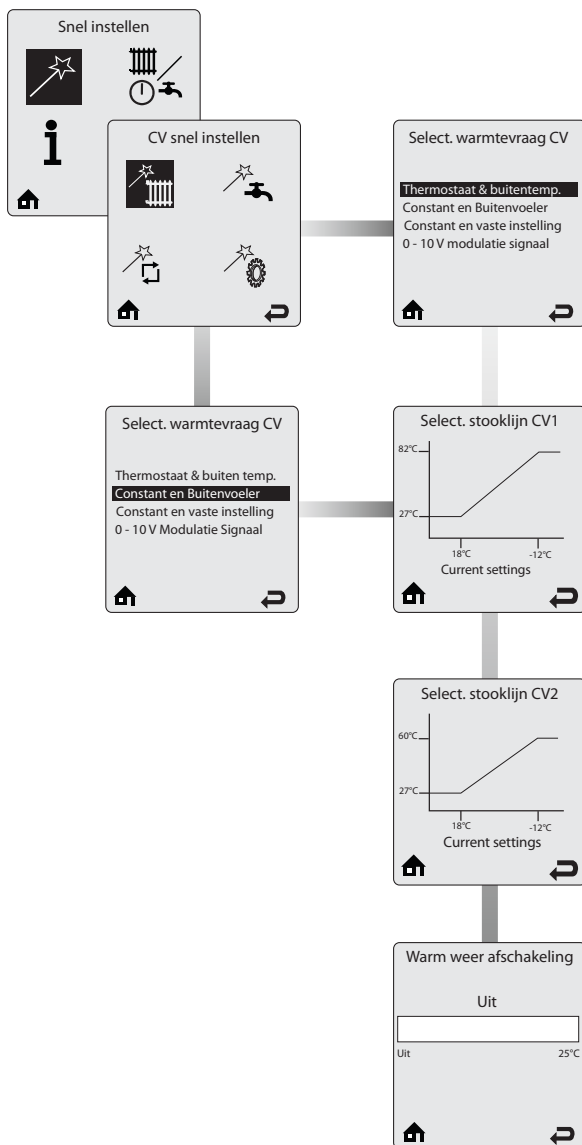 Snel instellen
CV snel instellen
Select. warmtevraag CV
Thermostaat & buitentemp.
Constant en Buitenvoeler
Constant en vaste instelling
0 - 10 V modulatie signaal
Select. warmtevraag CV
Thermostaat & buiten temp.
Constant en Buitenvoeler
Constant en vaste instelling
0 - 10 V Modulatie Signaal
Select. stooklijn CV1
82°C
27°C
18°C -12°C
Current settings
Select. stooklijn CV2
60°C
27°C
18°C -12°C
Current settings
Warm weer afschakeling
Uit
Uit 25°C